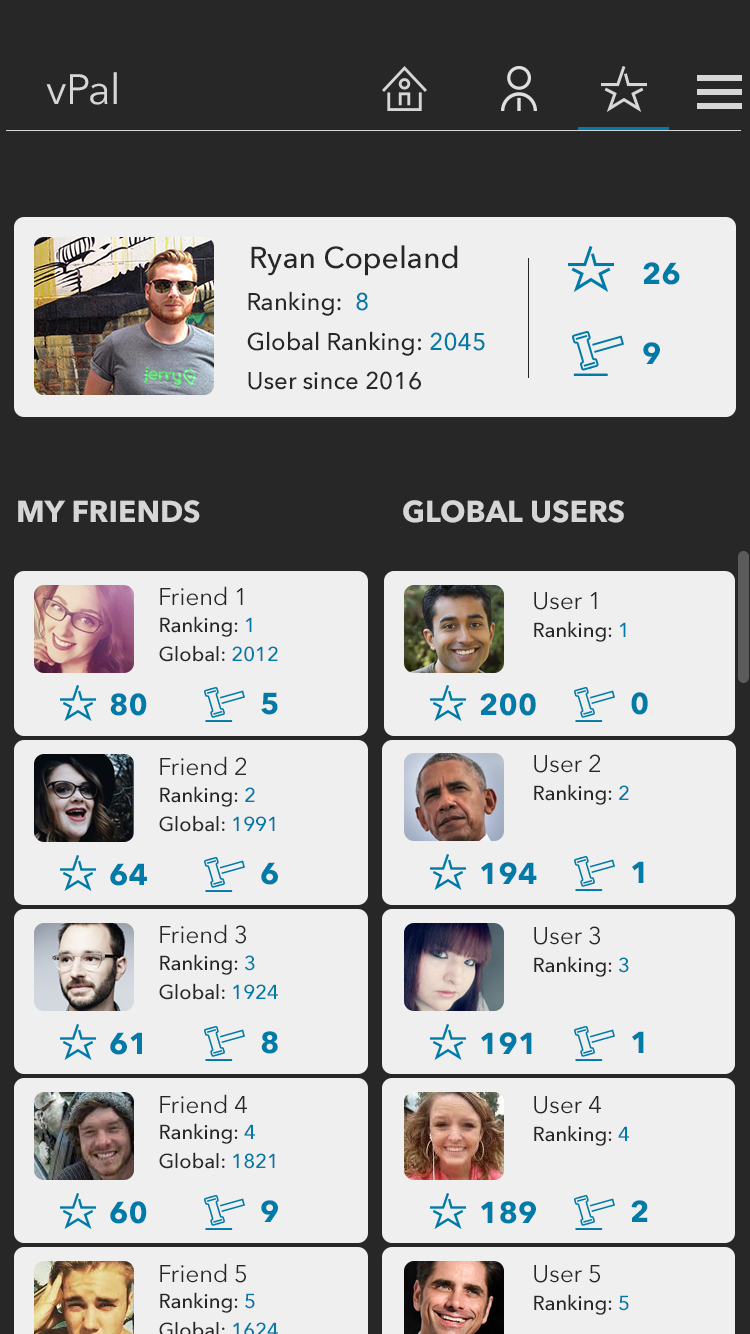 vPal
Ryan Copeland
Ranking: 8
Global Ranking: 2045
User since 2016
26
9
jerry
MY FRIENDS
GLOBAL USERS
Friend 1
Ranking: 1
Global: 2012
80 5
User 1
Ranking: 1
200 0
Friend 2
Ranking: 2
Global: 1991
64 6
User 2
Ranking: 2
194 1
Friend 3
Ranking: 3
Global: 1924
61 8
User 3
Ranking: 3
191 1
Friend 4
Ranking: 4
Global: 1821
60 9
User 4
Ranking: 4
189 2
Friend 5
Ranking: 5
Global: 1624
User 5
Ranking: 5